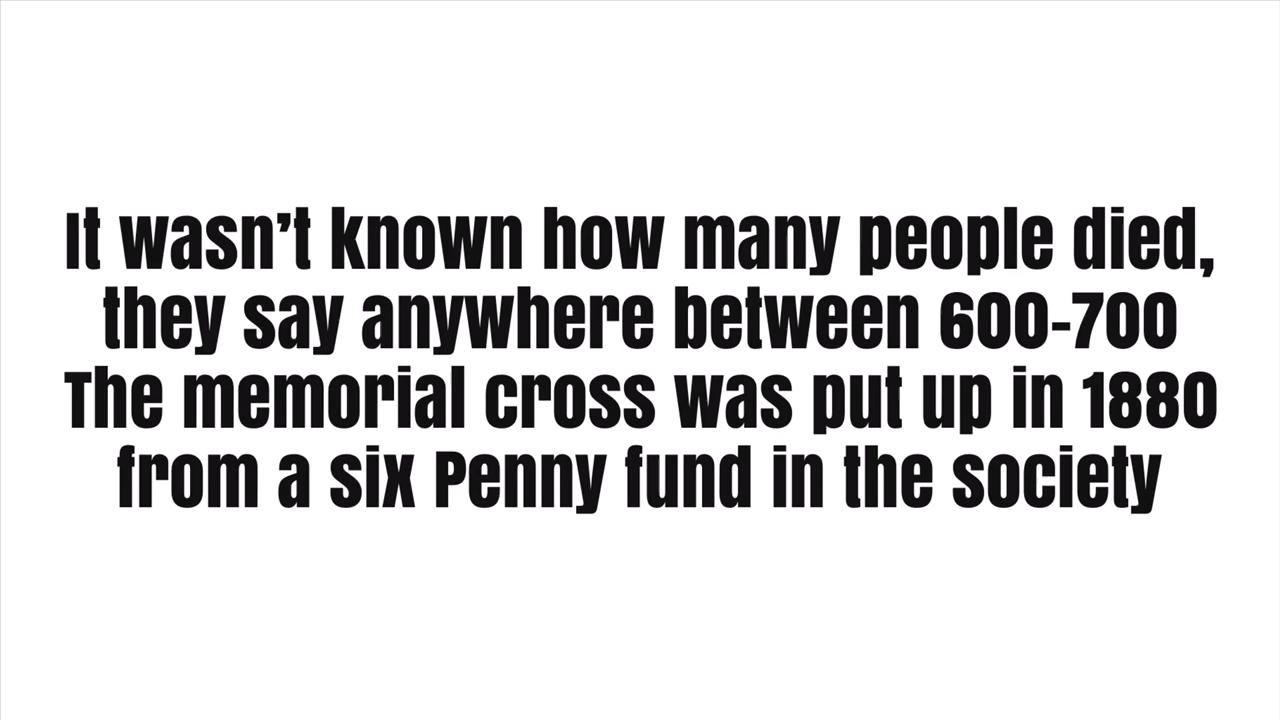 It wasn’t known how many people died,
they say anywhere between 600-700
The memorial cross was put up in 1880
from a six Penny fund in the society